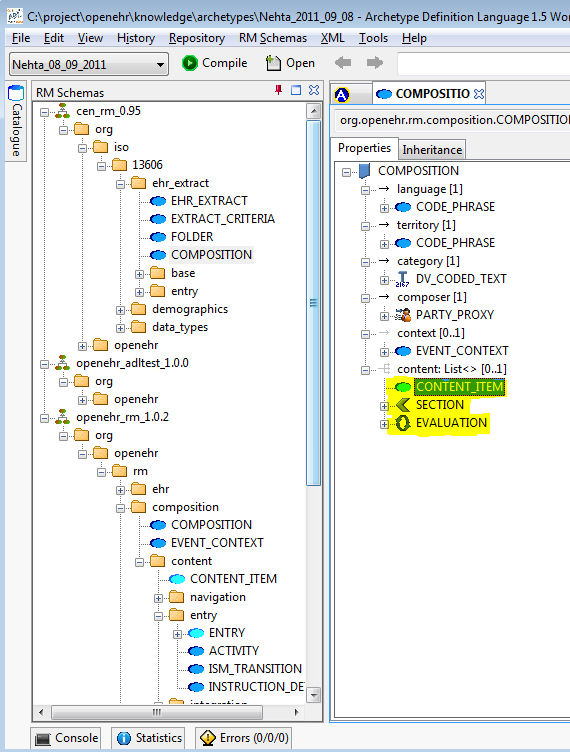 C:\project\openehr\knowledge\archetypes\Nehta_2011_09_08 - Archetype Definition Language 1.5 Wor
File Edit View History Repository RM Schemas XML Tools Help
Nehta_08_09_2011 Compile Open
Catalogue
RM Schemas
cen_rm_0.95
org
iso
13606
ehr_extract
EHR_EXTRACT
EXTRACT_CRITERIA
FOLDER
COMPOSITION
base
entry
demographics
data_types
openehr
openehr_adltest_1.0.0
org
openehr
openehr_rm_1.0.2
org
openehr
rm
ehr
composition
COMPOSITION
EVENT_CONTEXT
content
CONTENT_ITEM
navigation
entry
ENTRY
ACTIVITY
ISM_TRANSITION
INSTRUCTION_DE
integration
A COMPOSITIO
org.openehr.rm.composition.COMPOSITION
Properties Inheritance
COMPOSITION
language [1]
CODE_PHRASE
territory [1]
CODE_PHRASE
category [1]
DV_CODED_TEXT
composer [1]
PARTY_PROXY
context [0..1]
EVENT_CONTEXT
content: List<> [0..1]
CONTENT_ITEM
SECTION
EVALUATION
Console Statistics Errors (0/0/0)